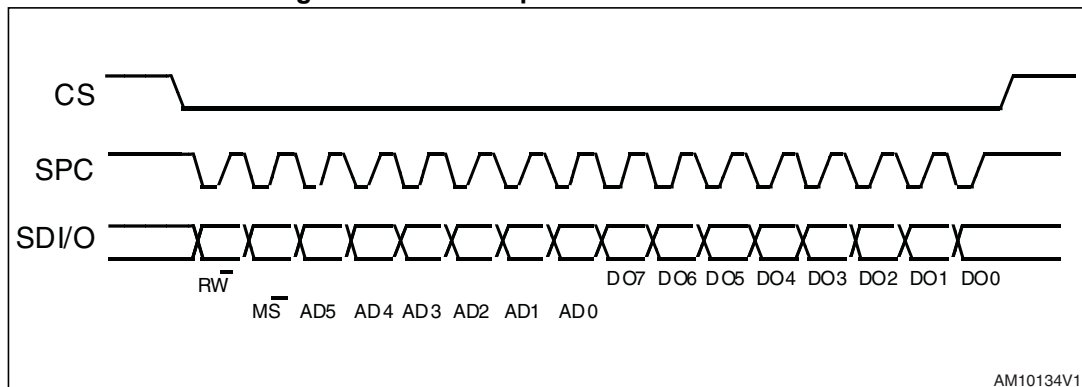 CS
SPC
SDI/O
RW
DO7 DO6 DO5 DO4 DO3 DO2 DO1 DO0
MS AD5 AD4 AD3 AD2 AD1 AD0
AM10134V1